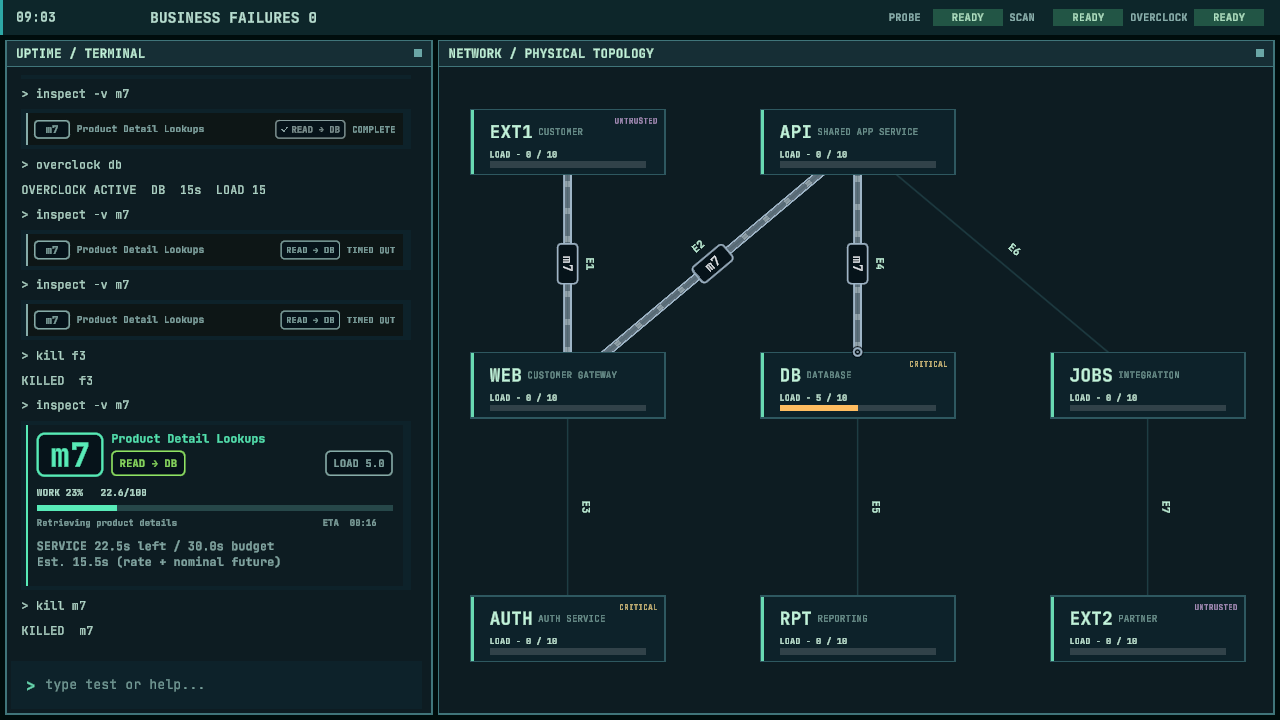 09:03 BUSINESS FAILURES 0 PROBE READY SCAN READY OVERCLOCK READY
UPTIME / TERMINAL
> inspect -v m7
m7 Product Detail Lookups ✓ READ → DB COMPLETE
> overclock db
OVERCLOCK ACTIVE DB 15s LOAD 15
> inspect -v m7
m7 Product Detail Lookups READ → DB TIMED OUT
> inspect -v m7
m7 Product Detail Lookups READ → DB TIMED OUT
> kill f3
KILLED f3
> inspect -v m7
m7 Product Detail Lookups
READ → DB LOAD 5.0
WORK 23% 22.6/100
Retrieving product details ETA 00:16
SERVICE 22.5s left / 30.0s budget
Est. 15.5s (rate + nominal future)
> kill m7
KILLED m7
> type test or help...
NETWORK / PHYSICAL TOPOLOGY
UNTRUSTED
EXT1 CUSTOMER
LOAD - 0 / 10
API SHARED APP SERVICE
LOAD - 0 / 10
m7 E1
E2 m7
m7 E4
E6
WEB CUSTOMER GATEWAY
LOAD - 0 / 10
CRITICAL
DB DATABASE
LOAD - 5 / 10
JOBS INTEGRATION
LOAD - 0 / 10
E3
E5
E7
CRITICAL
AUTH AUTH SERVICE
LOAD - 0 / 10
RPT REPORTING
LOAD - 0 / 10
UNTRUSTED
EXT2 PARTNER
LOAD - 0 / 10